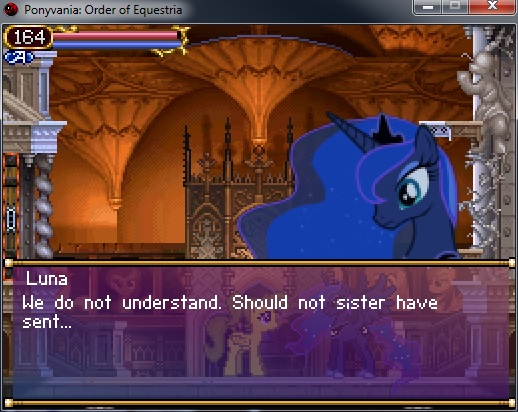 Ponyvania: Order of Equestria
164
A
Luna
We do not understand. Should not sister have
sent...